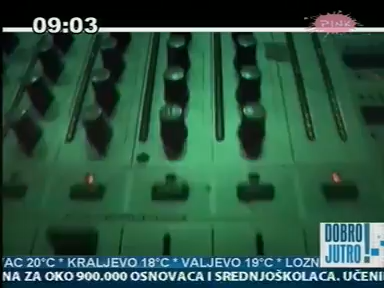 09:03
PINK
DOBRO
JUTRO!
VAC 20°C * KRALJEVO 18°C * VALJEVO 19°C * LOZN
NA ZA OKO 900.000 OSNOVACA I SREDNJOŠKOLACA. UČENI